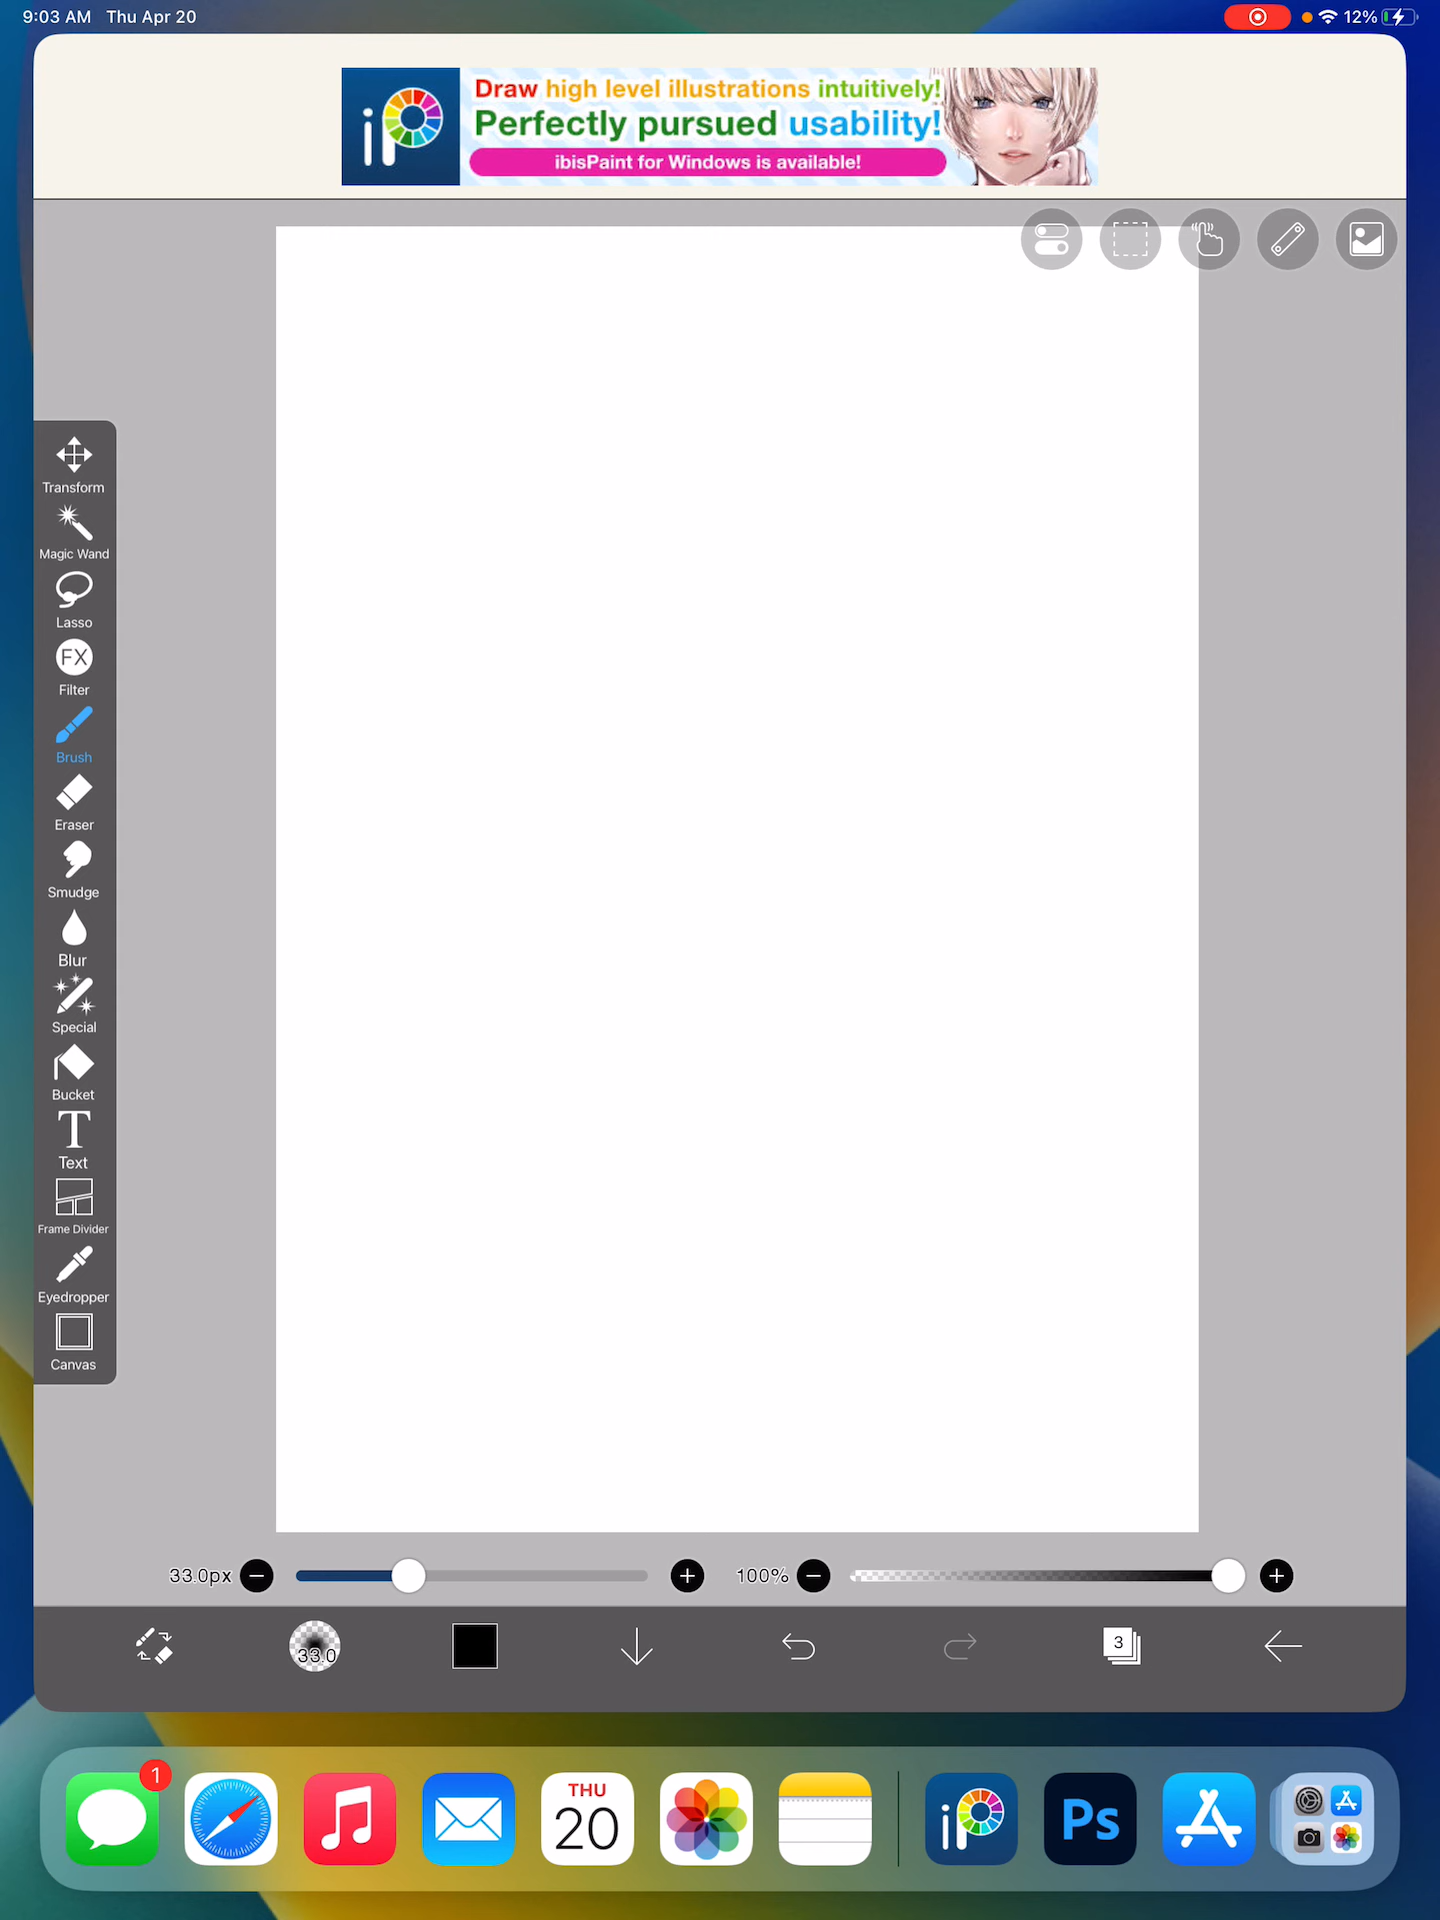 9:03 AM Thu Apr 20
12%
iP
Draw high level illustrations intuitively!
Perfectly pursued usability!
ibisPaint for Windows is available!
Transform
Magic Wand
Lasso
FX
Filter
Brush
Eraser
Smudge
Blur
Special
Bucket
T
Text
Frame Divider
Eyedropper
Canvas
33.0px
100%
33.0
3
1
THU
20
iP
Ps